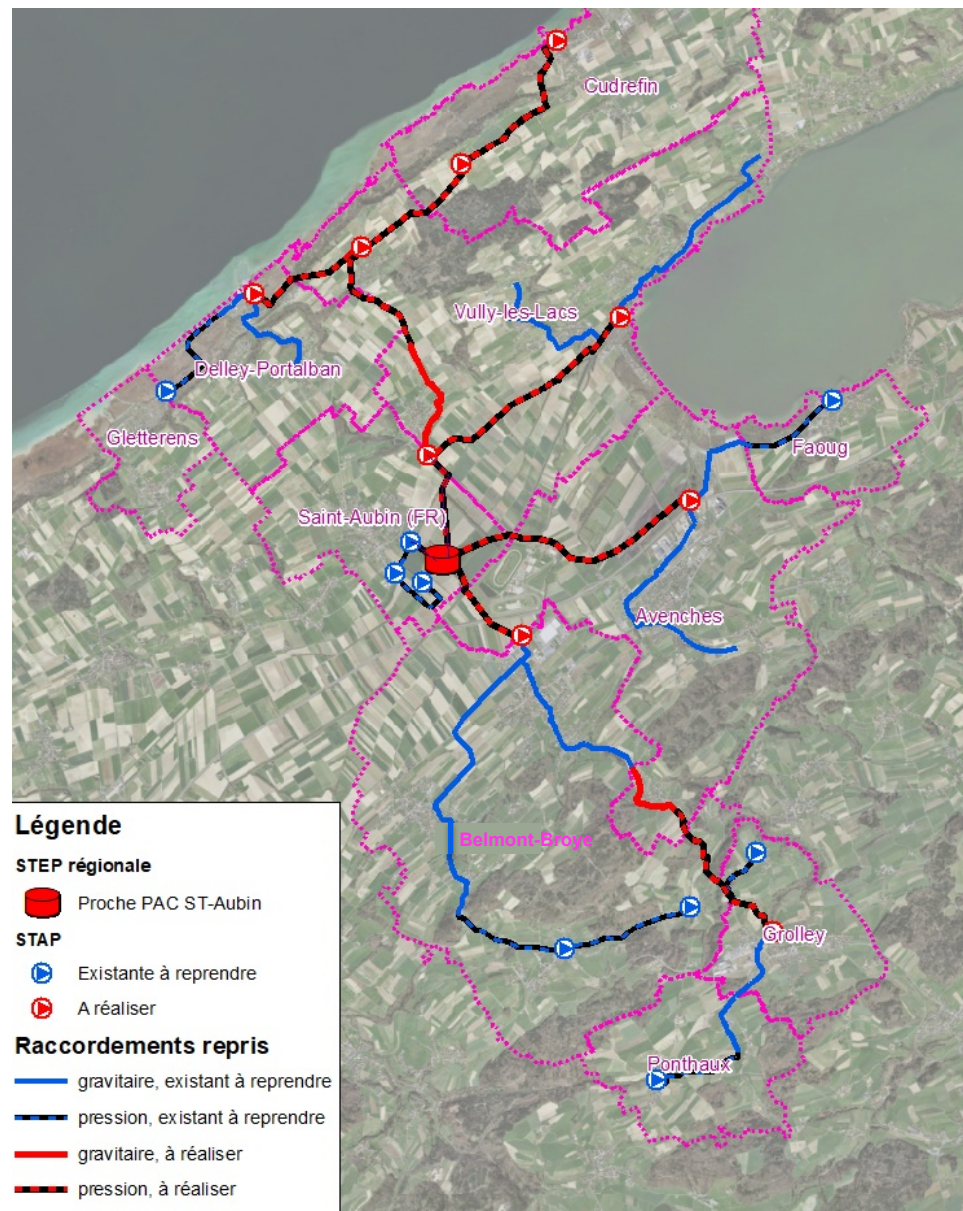 Cudrefin
Vully-les-Lacs
Delley-Portalban
Gletterens
Faoug
Saint-Aubin (FR)
Avenches
Belmont-Broye
Grolley
Ponthaux
Légende
STEP régionale
Proche PAC ST-Aubin
STAP
Existante à reprendre
A réaliser
Raccordements repris
gravitaire, existant à reprendre
pression, existant à reprendre
gravitaire, à réaliser
pression, à réaliser